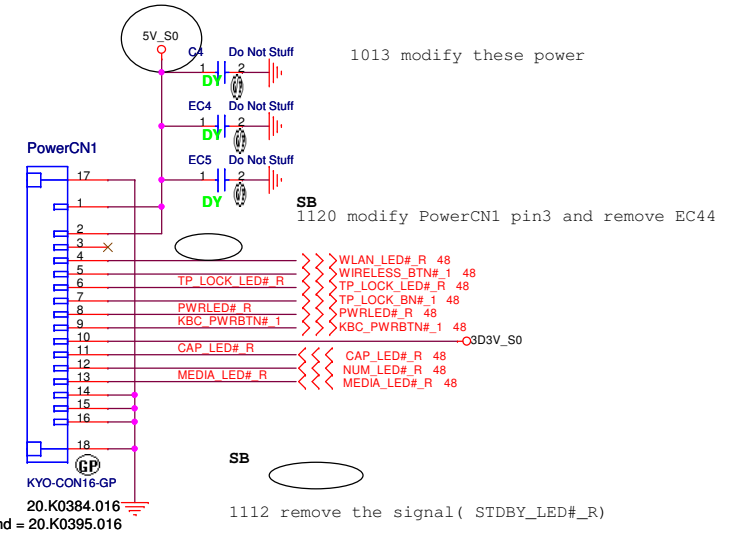 5V_S0
C4 Do Not Stuff
1 2
DY
1013 modify these power
EC4 Do Not Stuff
1 2
DY
EC5 Do Not Stuff
1 2
DY
PowerCN1
SB
1120 modify PowerCN1 pin3 and remove EC44
17
1
2
3
4 WLAN_LED#_R 48
5 WIRELESS_BTN#_1 48
6 TP_LOCK_LED#_R TP_LOCK_LED#_R 48
7 TP_LOCK_BN#_1 48
8 PWRLED#_R PWRLED#_R 48
9 KBC_PWRBTN#_1 KBC_PWRBTN#_1 48
10 3D3V_S0
11 CAP_LED#_R CAP_LED#_R 48
12 NUM_LED#_R 48
13 MEDIA_LED#_R MEDIA_LED#_R 48
14
15
16
18
GP
KYO-CON16-GP
20.K0384.016
nd = 20.K0395.016
SB
1112 remove the signal( STDBY_LED#_R)